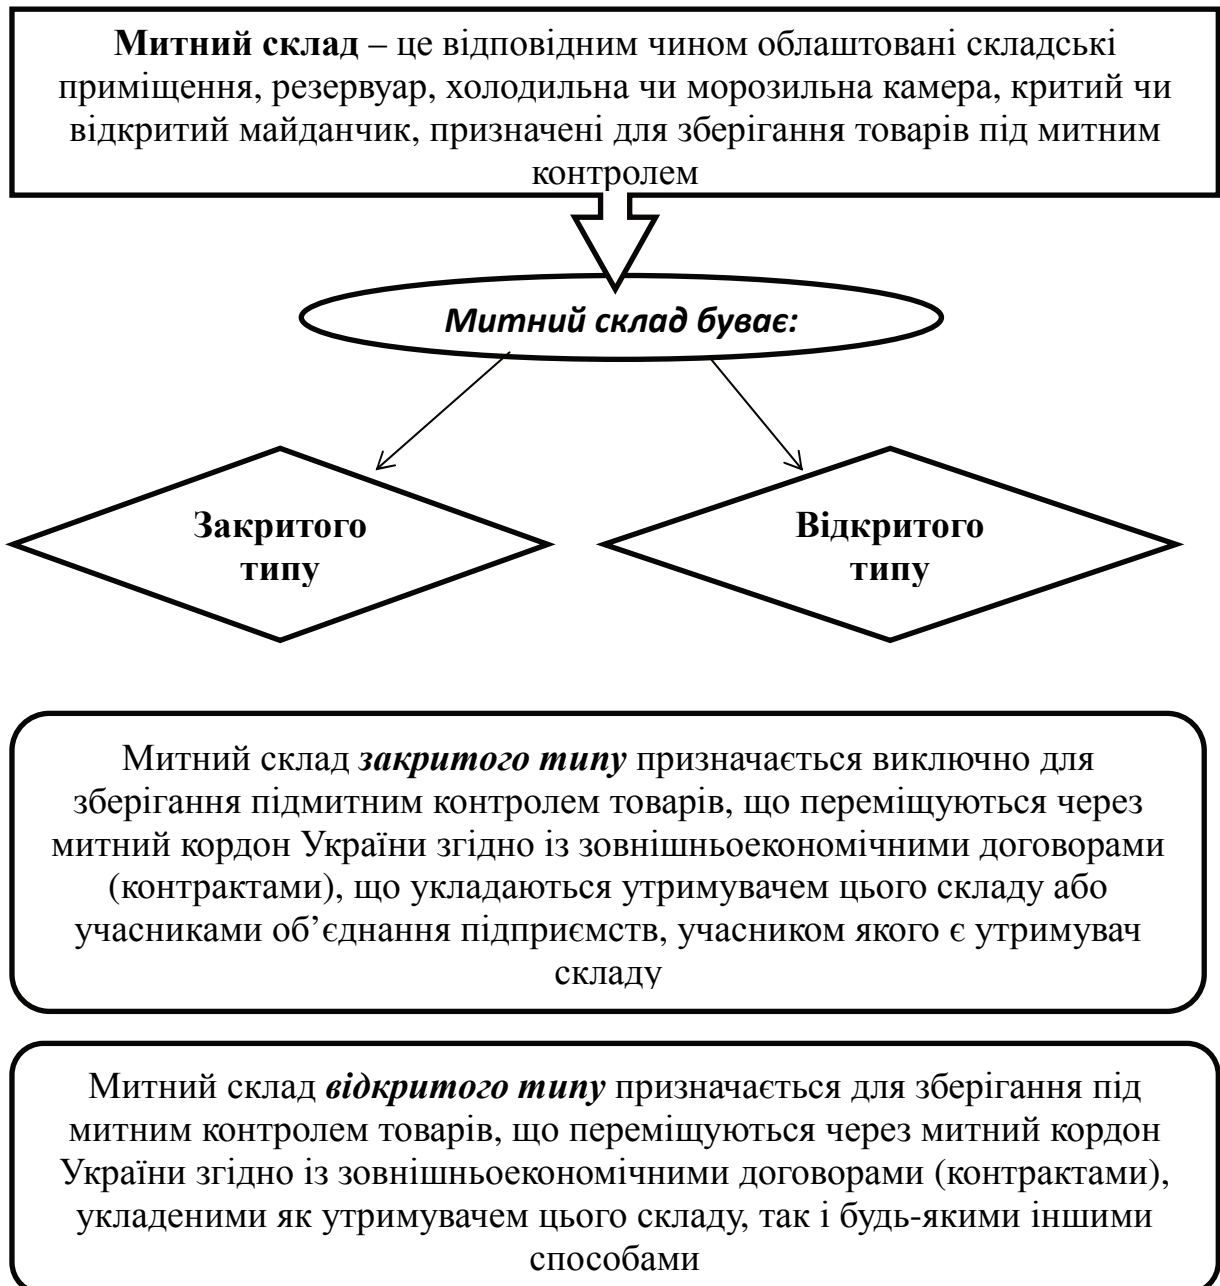 Митний склад – це відповідним чином облаштовані складські
приміщення, резервуар, холодильна чи морозильна камера, критий чи
відкритий майданчик, призначені для зберігання товарів під митним
контролем
Митний склад буває:
Закритого
типу
Відкритого
типу
Митний склад закритого типу призначається виключно для
зберігання підмитним контролем товарів, що переміщуються через
митний кордон України згідно із зовнішньоекономічними договорами
(контрактами), що укладаються утримувачем цього складу або
учасниками об’єднання підприємств, учасником якого є утримувач
складу
Митний склад відкритого типу призначається для зберігання під
митним контролем товарів, що переміщуються через митний кордон
України згідно із зовнішньоекономічними договорами (контрактами),
укладеними як утримувачем цього складу, так і будь-якими іншими
способами